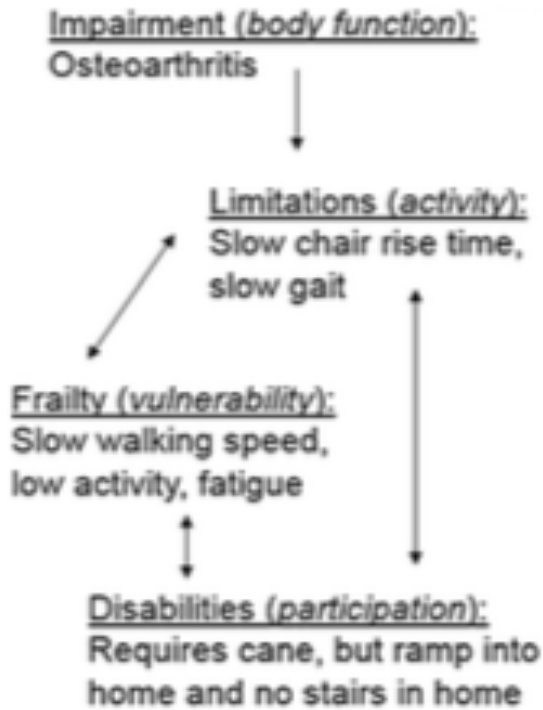 Impairment (body function):
Osteoarthritis
Limitations (activity):
Slow chair rise time,
slow gait
Frailty (vulnerability):
Slow walking speed,
low activity, fatigue
Disabilities (participation):
Requires cane, but ramp into
home and no stairs in home